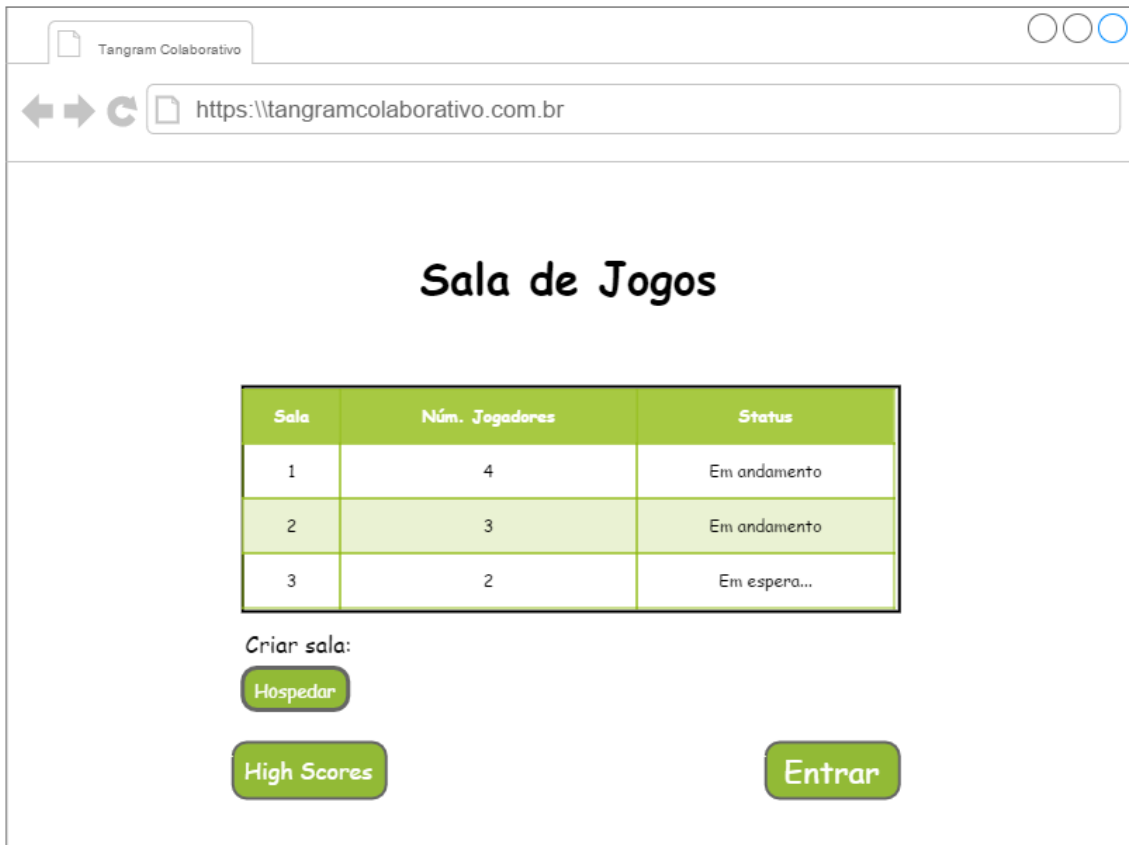 Tangram Colaborativo
https:\\tangramcolaborativo.com.br
Sala de Jogos
Sala Núm. Jogadores Status
1 4 Em andamento
2 3 Em andamento
3 2 Em espera...
Criar sala:
Hospedar
High Scores Entrar